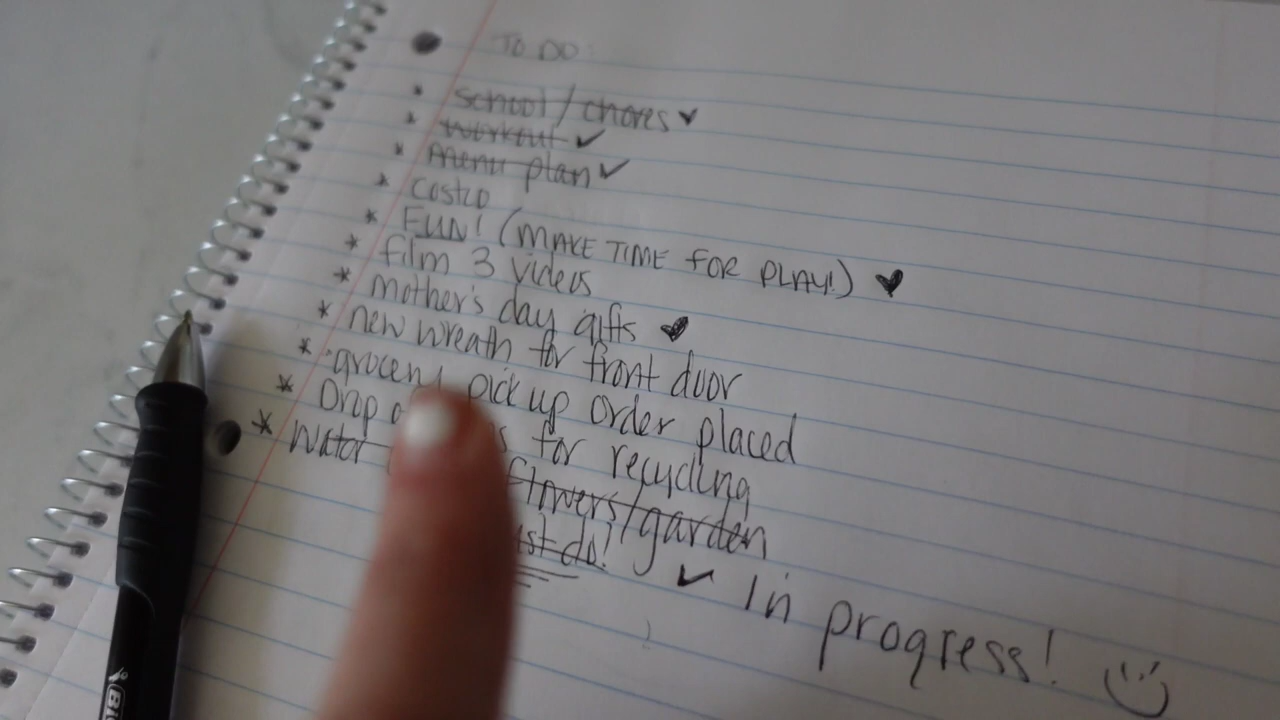 TO DO:
school/chores
workout
menu plan
costco
FUN! (MAKE TIME FOR PLAY!)
film 3 videos
mother's day gifts
new wreath for front door
grocery pick up order placed
Drop for recycling
water flowers/garden
do!
In progress!
BIC